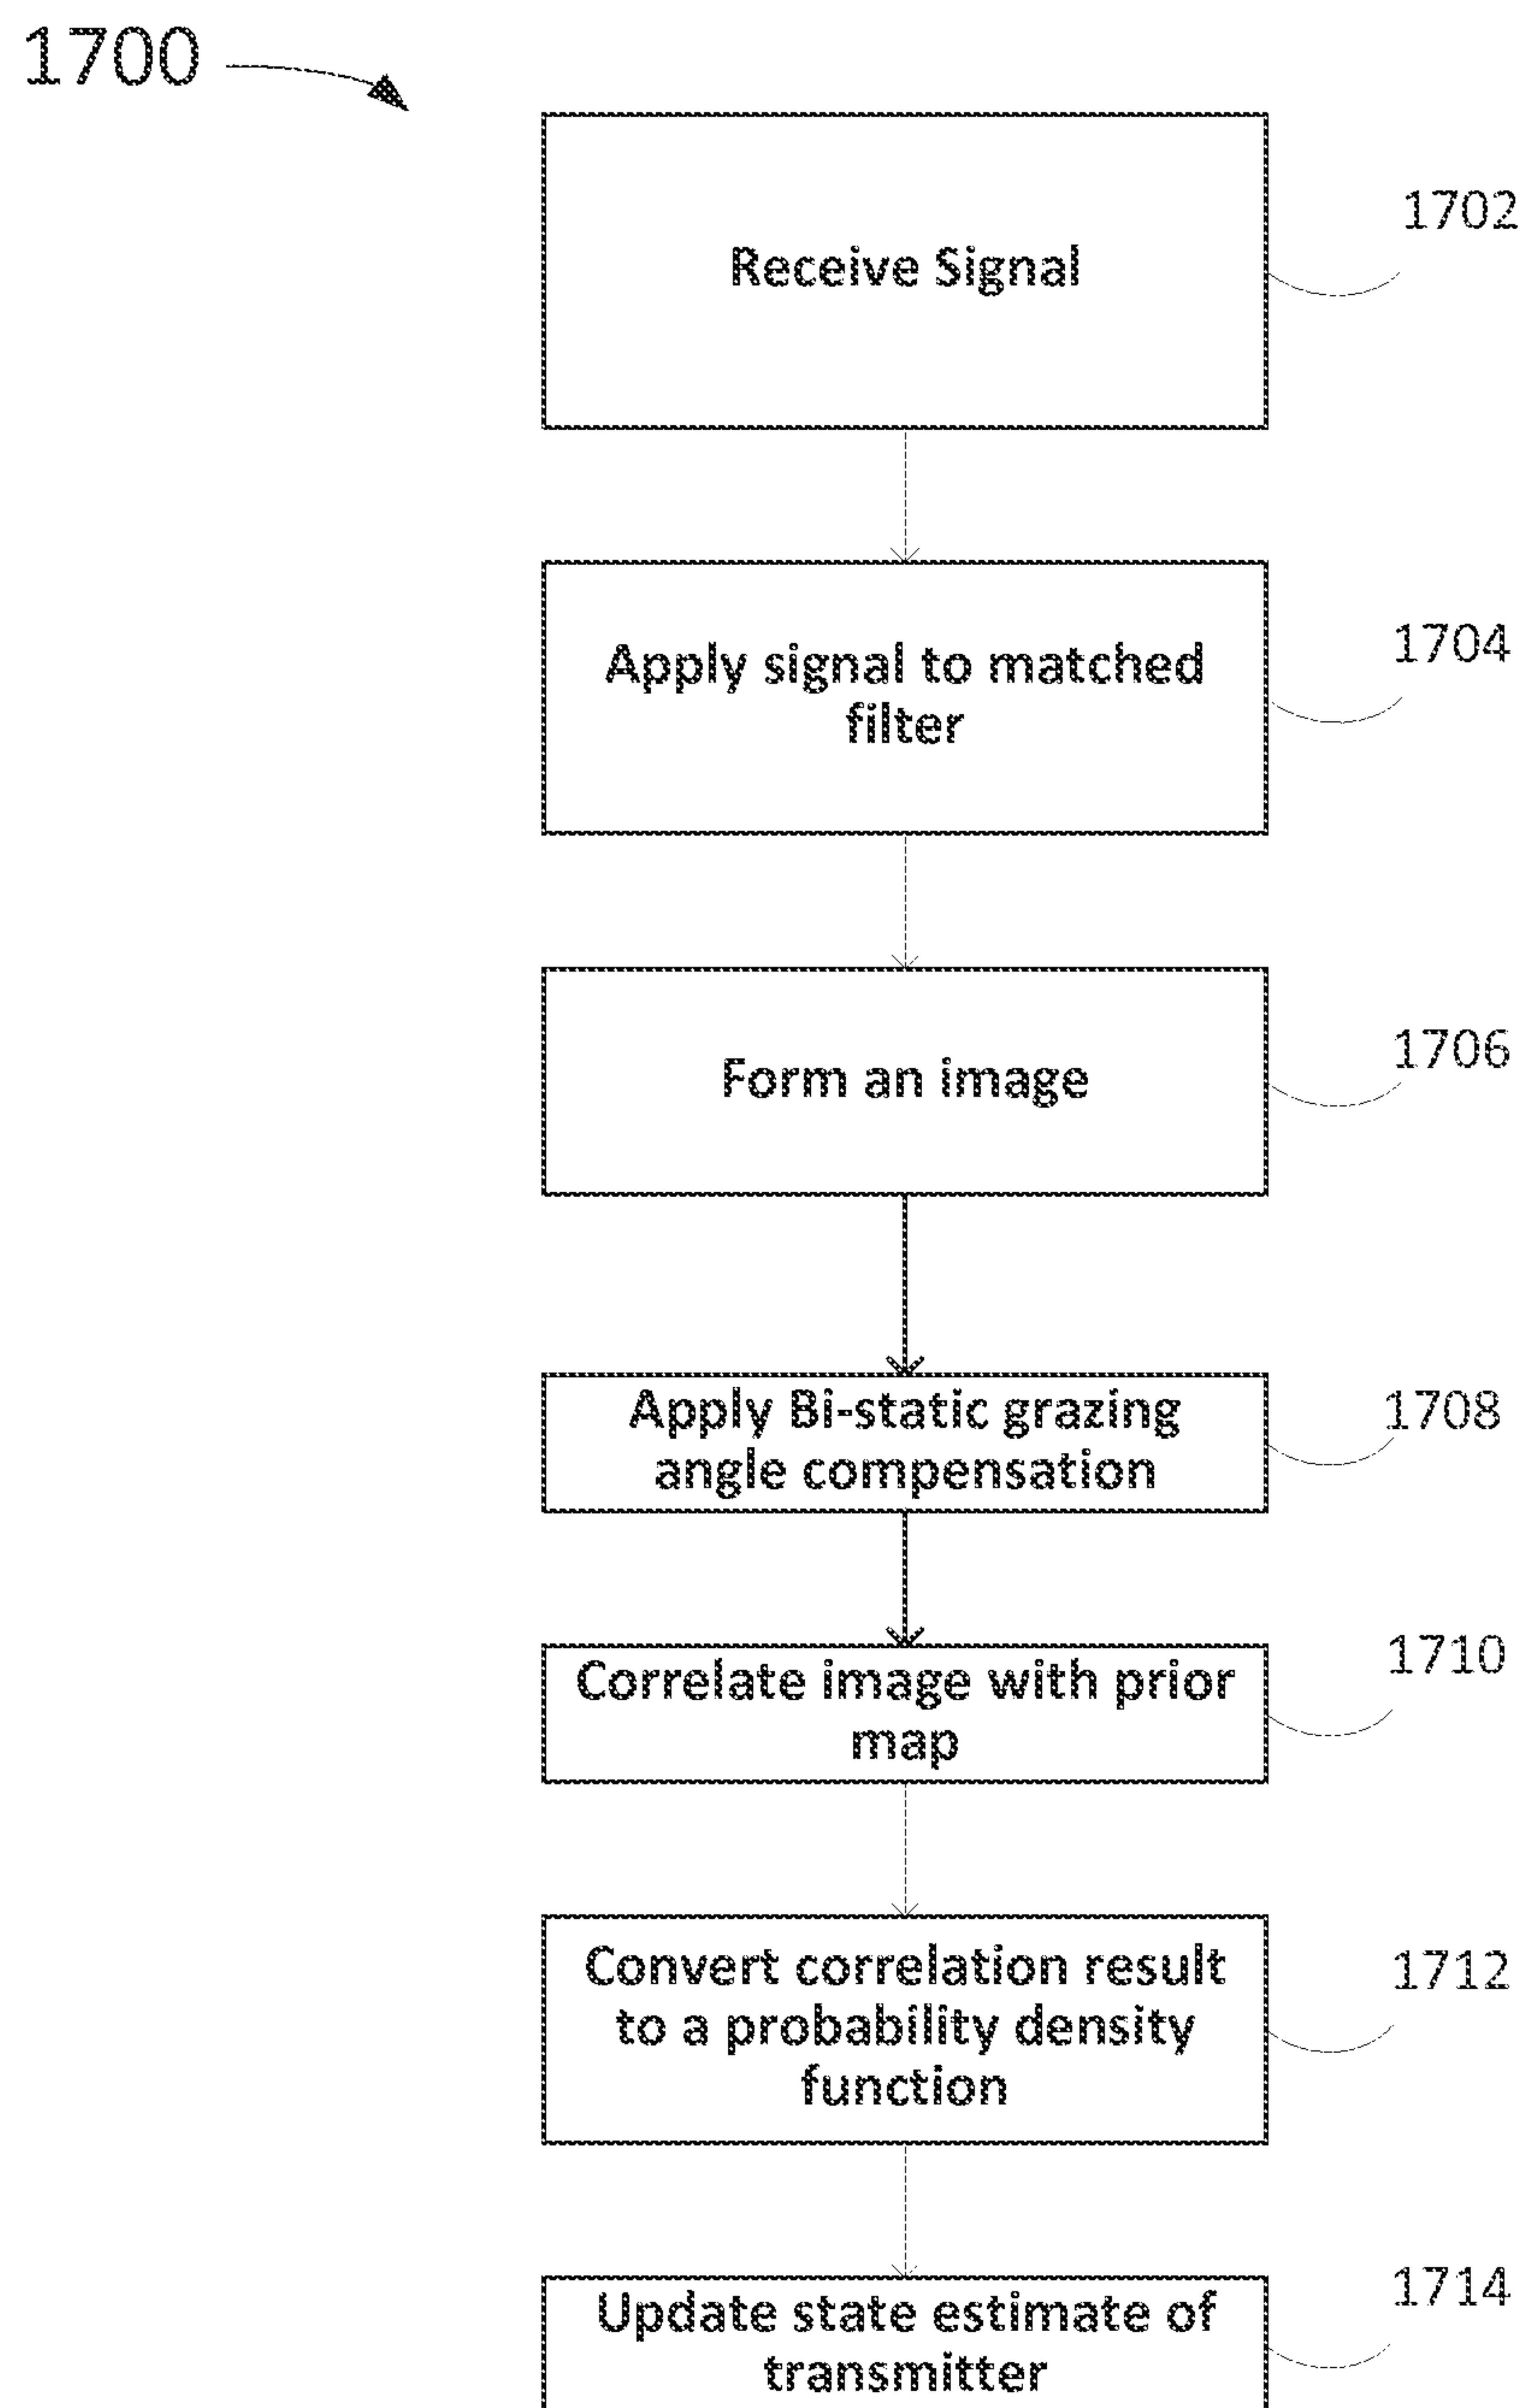 1700
Receive Signal
1702
Apply signal to matched
filter
1704
Form an image
1706
Apply Bi-static grazing
angle compensation
1708
Correlate image with prior
map
1710
Convert correlation result
to a probability density
function
1712
Update state estimate of
transmitter
1714